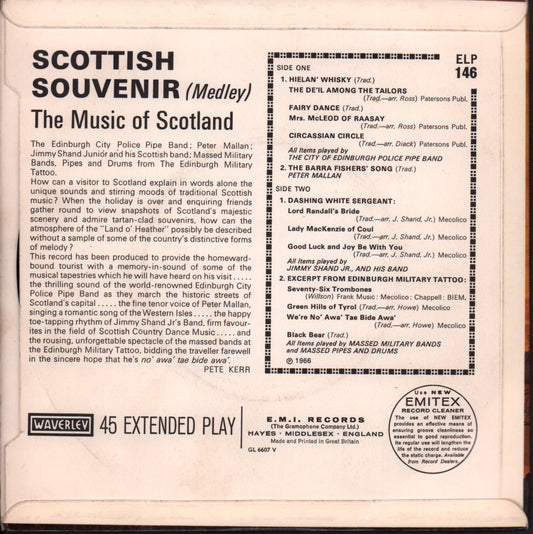 SCOTTISH
SOUVENIR (Medley)
The Music of Scotland
The Edinburgh City Police Pipe Band; Peter Mallan;
Jimmy Shand Junior and his Scottish band; Massed Military
Bands, Pipes and Drums from The Edinburgh Military
Tattoo.
How can a visitor to Scotland explain in words alone the
unique sounds and stirring moods of traditional Scottish
music? When the holiday is over and enquiring friends
gather round to view snapshots of Scotland's majestic
scenery and admire tartan-clad souvenirs, how can the
atmosphere of the "Land o' Heather" possibly be described
without a sample of some of the country's distinctive forms
of melody?
This record has been produced to provide the homeward-
bound tourist with a memory-in-sound of some of the
musical tapestries which he will have heard on his visit.....
the thrilling sound of the world-renowned Edinburgh City
Police Pipe Band as they march the historic streets of
Scotland's capital..... the fine tenor voice of Peter Mallan,
singing a romantic song of the Western Isles..... the happy
toe-tapping rhythm of Jimmy Shand Jr's Band, firm favour-
ites in the field of Scottish Country Dance Music..... and
the rousing, unforgettable spectacle of the massed bands at
the Edinburgh Military Tattoo, bidding the traveller farewell
in the sincere hope that he's no' awa' tae bide awa'.
PETE KERR
ELP
146
SIDE ONE
1. HIELAN' WHISKY (Trad.)
THE DE'IL AMONG THE TAILORS
(Trad.—arr. Ross) Patersons Publ.
FAIRY DANCE (Trad.)
Mrs. McLEOD OF RAASAY
(Trad.—arr. Ross) Patersons Publ.
CIRCASSIAN CIRCLE
(Trad.—arr. Diack) Patersons Publ.
All Items played by
THE CITY OF EDINBURGH POLICE PIPE BAND
2. THE BARRA FISHERS' SONG (Trad.)
PETER MALLAN
SIDE TWO
1. DASHING WHITE SERGEANT:
Lord Randall's Bride
(Trad.—arr. J. Shand, Jr.) Mecolico
Lady MacKenzie of Coul
(Trad.—arr. J. Shand, Jr.) Mecolico
Good Luck and Joy Be With You
(Trad.—arr. J. Shand, Jr.) Mecolico
All Items played by
JIMMY SHAND JR., AND HIS BAND
2. EXCERPT FROM EDINBURGH MILITARY TATTOO:
Seventy-Six Trombones
(Willson) Frank Music: Mecolico: Chappell: BIEM.
Green Hills of Tyrol (Trad.—arr. Howe) Mecolico
We're No' Awa' Tae Bide Awa'
(Trad.—arr. Howe) Mecolico
Black Bear (Trad.)
All Items played by MASSED MILITARY BANDS
and MASSED PIPES AND DRUMS
Ⓟ 1966
WAVERLEY
45 EXTENDED PLAY
E.M.I. RECORDS
(The Gramophone Company Ltd.)
HAYES · MIDDLESEX · ENGLAND
Made and Printed in Great Britain
GL 6607 V
Use NEW
EMITEX
RECORD CLEANER
The use of NEW EMITEX
provides an effective means of
ensuring groove cleanliness so
essential to good reproduction.
Its regular use will lengthen the
life of the record and reduce
the static charge. Available
from Record Dealers.